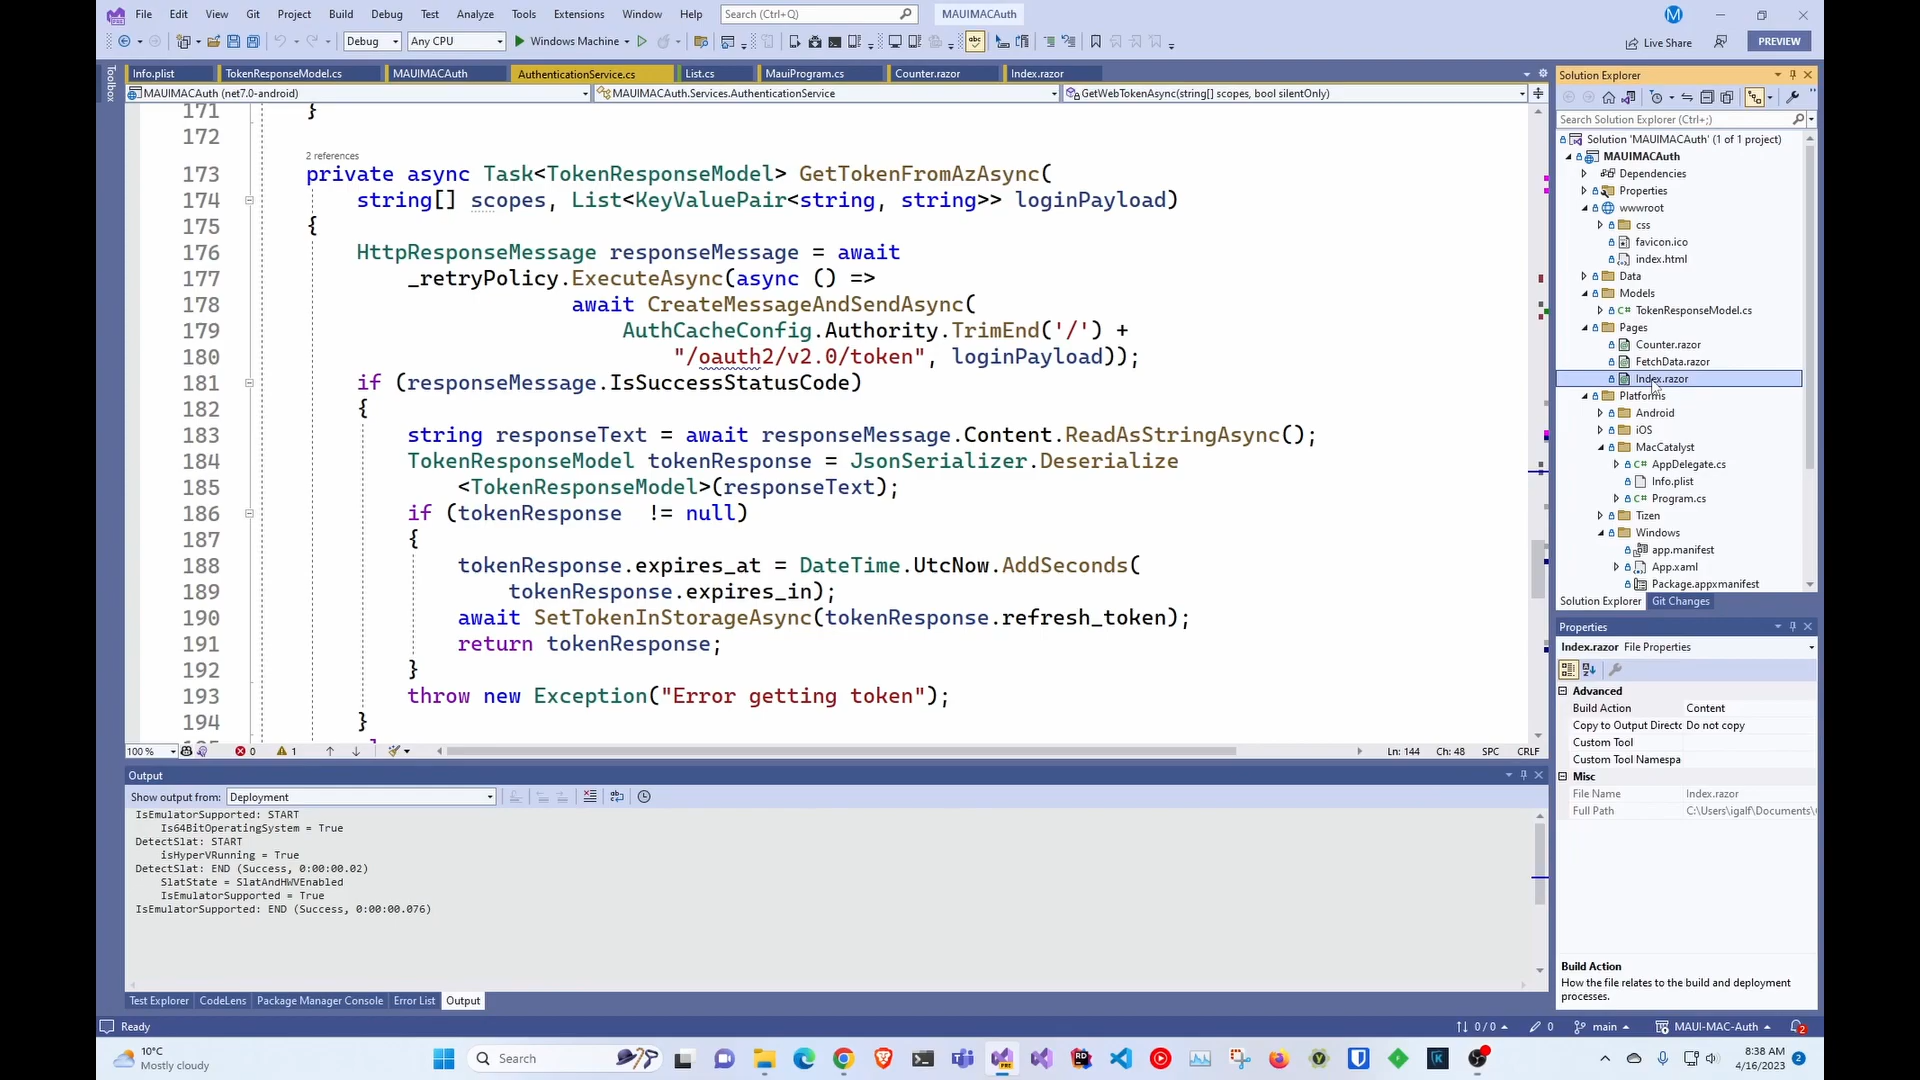 File Edit View Git Project Build Debug Test Analyze Tools Extensions Window Help Search (Ctrl+Q) MAUIMACAuth M
Debug Any CPU Windows Machine Live Share PREVIEW
Toolbox
Info.plist TokenResponseModel.cs MAUIMACAuth AuthenticationService.cs List.cs MauiProgram.cs Counter.razor Index.razor
MAUIMACAuth (net7.0-android) MAUIMACAuth.Services.AuthenticationService GetWebTokenAsync(string[] scopes, bool silentOnly)
171 }
172
2 references
173 private async Task<TokenResponseModel> GetTokenFromAzAsync(
174 string[] scopes, List<KeyValuePair<string, string>> loginPayload)
175 {
176 HttpResponseMessage responseMessage = await
177 _retryPolicy.ExecuteAsync(async () =>
178 await CreateMessageAndSendAsync(
179 AuthCacheConfig.Authority.TrimEnd('/') +
180 "/oauth2/v2.0/token", loginPayload));
181 if (responseMessage.IsSuccessStatusCode)
182 {
183 string responseText = await responseMessage.Content.ReadAsStringAsync();
184 TokenResponseModel tokenResponse = JsonSerializer.Deserialize
185 <TokenResponseModel>(responseText);
186 if (tokenResponse  != null)
187 {
188 tokenResponse.expires_at = DateTime.UtcNow.AddSeconds(
189 tokenResponse.expires_in);
190 await SetTokenInStorageAsync(tokenResponse.refresh_token);
191 return tokenResponse;
192 }
193 throw new Exception("Error getting token");
194 }
100 % 0 1 Ln: 144 Ch: 48 SPC CRLF
Output
Show output from: Deployment
IsEmulatorSupported: START
Is64BitOperatingSystem = True
DetectSlat: START
isHyperVRunning = True
DetectSlat: END (Success, 0:00:00.02)
SlatState = SlatAndHWVEnabled
IsEmulatorSupported = True
IsEmulatorSupported: END (Success, 0:00:00.076)
Test Explorer CodeLens Package Manager Console Error List Output
Solution Explorer
Search Solution Explorer (Ctrl+;)
Solution 'MAUIMACAuth' (1 of 1 project)
MAUIMACAuth
Dependencies
Properties
wwwroot
css
favicon.ico
index.html
Data
Models
C# TokenResponseModel.cs
Pages
Counter.razor
FetchData.razor
Index.razor
Platforms
Android
iOS
MacCatalyst
C# AppDelegate.cs
Info.plist
C# Program.cs
Tizen
Windows
app.manifest
App.xaml
Package.appxmanifest
Solution Explorer Git Changes
Properties
Index.razor File Properties
Advanced
Build Action Content
Copy to Output Directo Do not copy
Custom Tool
Custom Tool Namespa
Misc
File Name Index.razor
Full Path C:\Users\igalf\Documents\
Build Action
How the file relates to the build and deployment
processes.
Ready 0 / 0 0 main MAUI-MAC-Auth 2
10°C
Mostly cloudy
Search
8:38 AM
4/16/2023
2